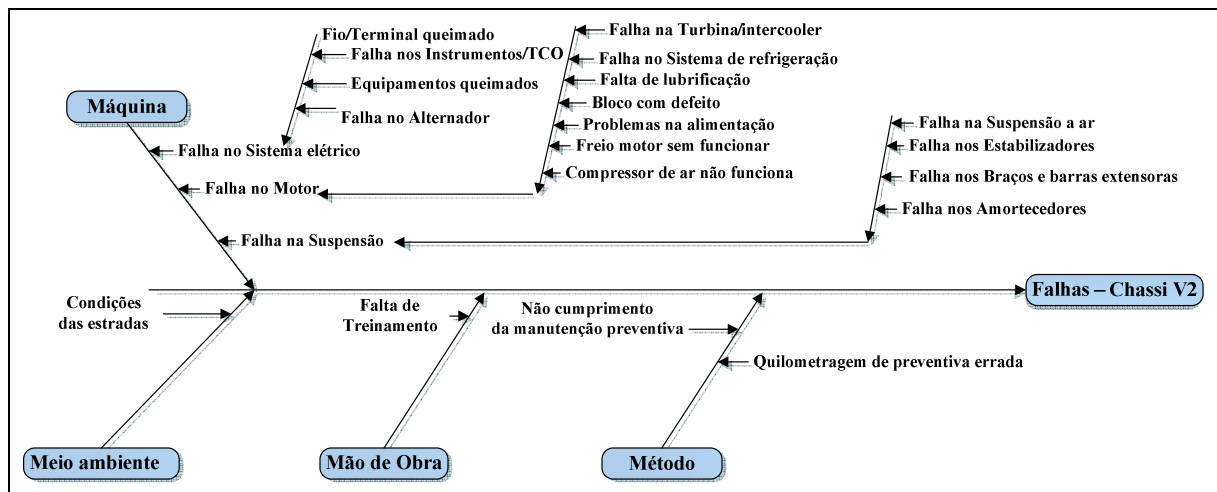 Máquina
Fio/Terminal queimado
Falha nos Instrumentos/TCO
Equipamentos queimados
Falha no Alternador
Falha no Sistema elétrico
Falha na Turbina/intercooler
Falha no Sistema de refrigeração
Falta de lubrificação
Bloco com defeito
Problemas na alimentação
Freio motor sem funcionar
Compressor de ar não funciona
Falha no Motor
Falha na Suspensão a ar
Falha nos Estabilizadores
Falha nos Braços e barras extensoras
Falha nos Amortecedores
Falha na Suspensão
Falhas – Chassi V2
Condições
das estradas
Meio ambiente
Falta de
Treinamento
Mão de Obra
Não cumprimento
da manutenção preventiva
Quilometragem de preventiva errada
Método